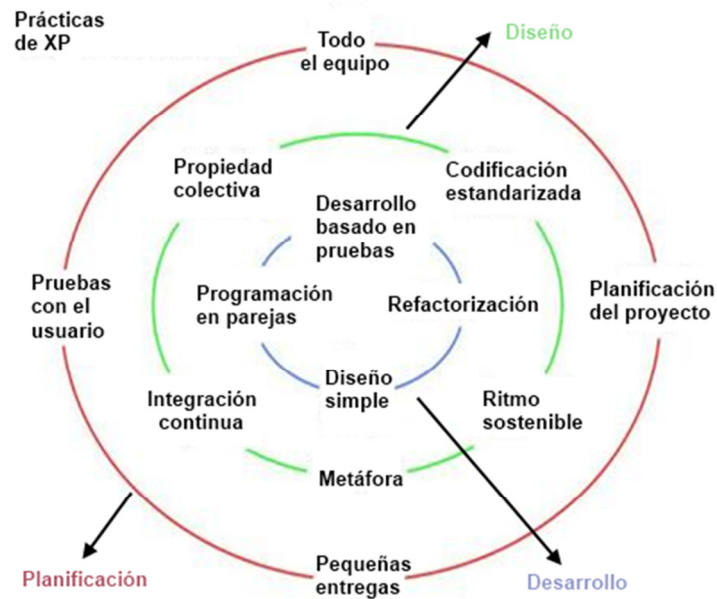 Prácticas
de XP
Diseño
Todo
el equipo
Propiedad
colectiva
Codificación
estandarizada
Desarrollo
basado en
pruebas
Pruebas
con el
usuario
Programación
en parejas
Refactorización
Planificación
del proyecto
Integración
continua
Diseño
simple
Ritmo
sostenible
Metáfora
Planificación
Pequeñas
entregas
Desarrollo